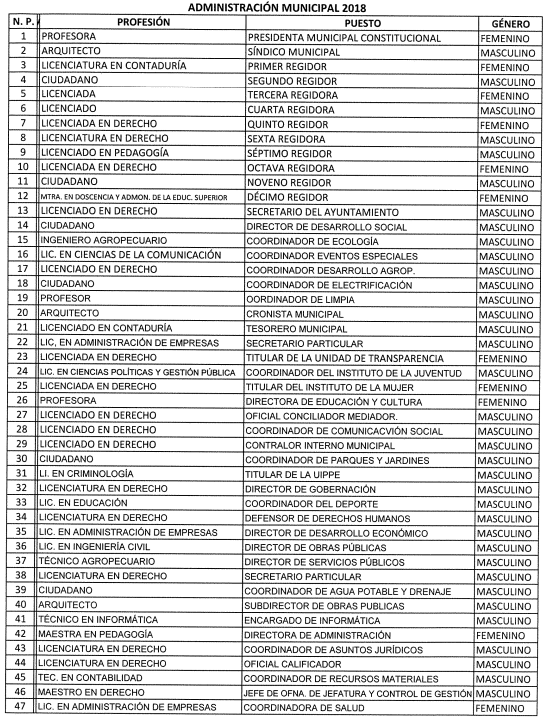 ADMINISTRACIÓN MUNICIPAL 2018
N. P. PROFESIÓN PUESTO GÉNERO
1 PROFESORA PRESIDENTA MUNICIPAL CONSTITUCIONAL FEMENINO
2 ARQUITECTO SÍNDICO MUNICIPAL MASCULINO
3 LICENCIATURA EN CONTADURÍA PRIMER REGIDOR FEMENINO
4 CIUDADANO SEGUNDO REGIDOR MASCULINO
5 LICENCIADA TERCERA REGIDORA FEMENINO
6 LICENCIADO CUARTA REGIDORA MASCULINO
7 LICENCIADA EN DERECHO QUINTO REGIDOR FEMENINO
8 LICENCIATURA EN DERECHO SEXTA REGIDORA MASCULINO
9 LICENCIADO EN PEDAGOGÍA SÉPTIMO REGIDOR MASCULINO
10 LICENCIADA EN DERECHO OCTAVA REGIDORA FEMENINO
11 CIUDADANO NOVENO REGIDOR MASCULINO
12 MTRA. EN DOSCENCIA Y ADMON. DE LA EDUC. SUPERIOR DÉCIMO REGIDOR FEMENINO
13 LICENCIADO EN DERECHO SECRETARIO DEL AYUNTAMIENTO MASCULINO
14 CIUDADANO DIRECTOR DE DESARROLLO SOCIAL MASCULINO
15 INGENIERO AGROPECUARIO COORDINADOR DE ECOLOGÍA MASCULINO
16 LIC. EN CIENCIAS DE LA COMUNICACIÓN COORDINADOR EVENTOS ESPECIALES MASCULINO
17 LICENCIADO EN DERECHO COORDINADOR DESARROLLO AGROP. MASCULINO
18 CIUDADANO COORDINADOR DE ELECTRIFICACIÓN MASCULINO
19 PROFESOR OORDINADOR DE LIMPIA MASCULINO
20 ARQUITECTO CRONISTA MUNICIPAL MASCULINO
21 LICENCIADO EN CONTADURÍA TESORERO MUNICIPAL MASCULINO
22 LIC, EN ADMINISTRACIÓN DE EMPRESAS SECRETARIO PARTICULAR MASCULINO
23 LICENCIADA EN DERECHO TITULAR DE LA UNIDAD DE TRANSPARENCIA FEMENINO
24 LIC. EN CIENCIAS POLÍTICAS Y GESTIÓN PÚBLICA COORDINADOR DEL INSTITUTO DE LA JUVENTUD MASCULINO
25 LICENCIADA EN DERECHO TITULAR DEL INSTITUTO DE LA MUJER FEMENINO
26 PROFESORA DIRECTORA DE EDUCACIÓN Y CULTURA FEMENINO
27 LICENCIADO EN DERECHO OFICIAL CONCILIADOR MEDIADOR. MASCULINO
28 LICENCIADO EN DERECHO COORDINADOR DE COMUNICACVIÓN SOCIAL MASCULINO
29 LICENCIADO EN DERECHO CONTRALOR INTERNO MUNICIPAL MASCULINO
30 CIUDADANO COORDINADOR DE PARQUES Y JARDINES MASCULINO
31 LI. EN CRIMINOLOGÍA TITULAR DE LA UIPPE MASCULINO
32 LICENCIATURA EN DERECHO DIRECTOR DE GOBERNACIÓN MASCULINO
33 LIC. EN EDUCACIÓN COORDINADOR DEL DEPORTE MASCULINO
34 LICENCIATURA EN DERECHO DEFENSOR DE DERECHOS HUMANOS MASCULINO
35 LIC. EN ADMINISTRACIÓN DE EMPRESAS DIRECTOR DE DESARROLLO ECONÓMICO MASCULINO
36 LIC. EN INGENIERÍA CIVIL DIRECTOR DE OBRAS PÚBLICAS MASCULINO
37 TÉCNICO AGROPECUARIO DIRECTOR DE SERVICIOS PÚBLICOS MASCULINO
38 LICENCIATURA EN DERECHO SECRETARIO PARTICULAR MASCULINO
39 CIUDADANO COORDINADOR DE AGUA POTABLE Y DRENAJE MASCULINO
40 ARQUITECTO SUBDIRECTOR DE OBRAS PUBLICAS MASCULINO
41 TÉCNICO EN INFORMÁTICA ENCARGADO DE INFORMÁTICA MASCULINO
42 MAESTRA EN PEDAGOGÍA DIRECTORA DE ADMINISTRACIÓN FEMENINO
43 LICENCIATURA EN DERECHO COORDINADOR DE ASUNTOS JURÍDICOS MASCULINO
44 LICENCIATURA EN DERECHO OFICIAL CALIFICADOR MASCULINO
45 TEC. EN CONTABILIDAD COORDINADOR DE RECURSOS MATERIALES MASCULINO
46 MAESTRO EN DERECHO JEFE DE OFNA. DE JEFATURA Y CONTROL DE GESTIÓN MASCULINO
47 LIC. EN ADMINISTRACIÓN DE EMPRESAS COORDINADORA DE SALUD FEMENINO